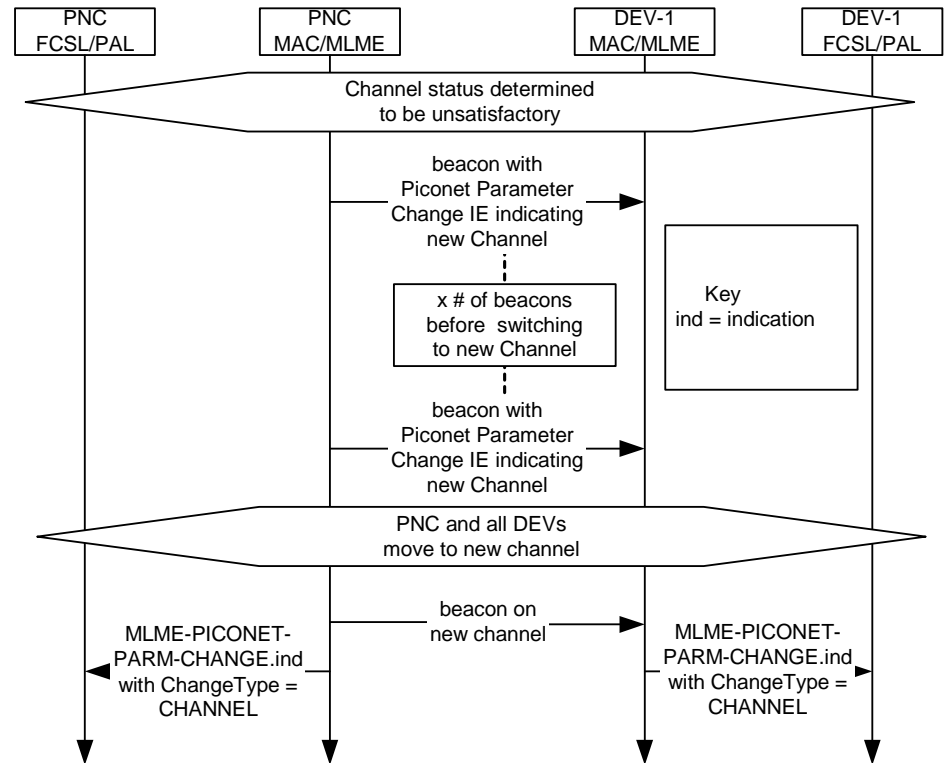 PNC
FCSL/PAL
PNC
MAC/MLME
DEV-1
MAC/MLME
DEV-1
FCSL/PAL
Channel status determined
to be unsatisfactory
beacon with
Piconet Parameter
Change IE indicating
new Channel
Key
ind = indication
x # of beacons
before switching
to new Channel
beacon with
Piconet Parameter
Change IE indicating
new Channel
PNC and all DEVs
move to new channel
beacon on
new channel
MLME-PICONET-
PARM-CHANGE.ind
with ChangeType =
CHANNEL
MLME-PICONET-
PARM-CHANGE.ind
with ChangeType =
CHANNEL